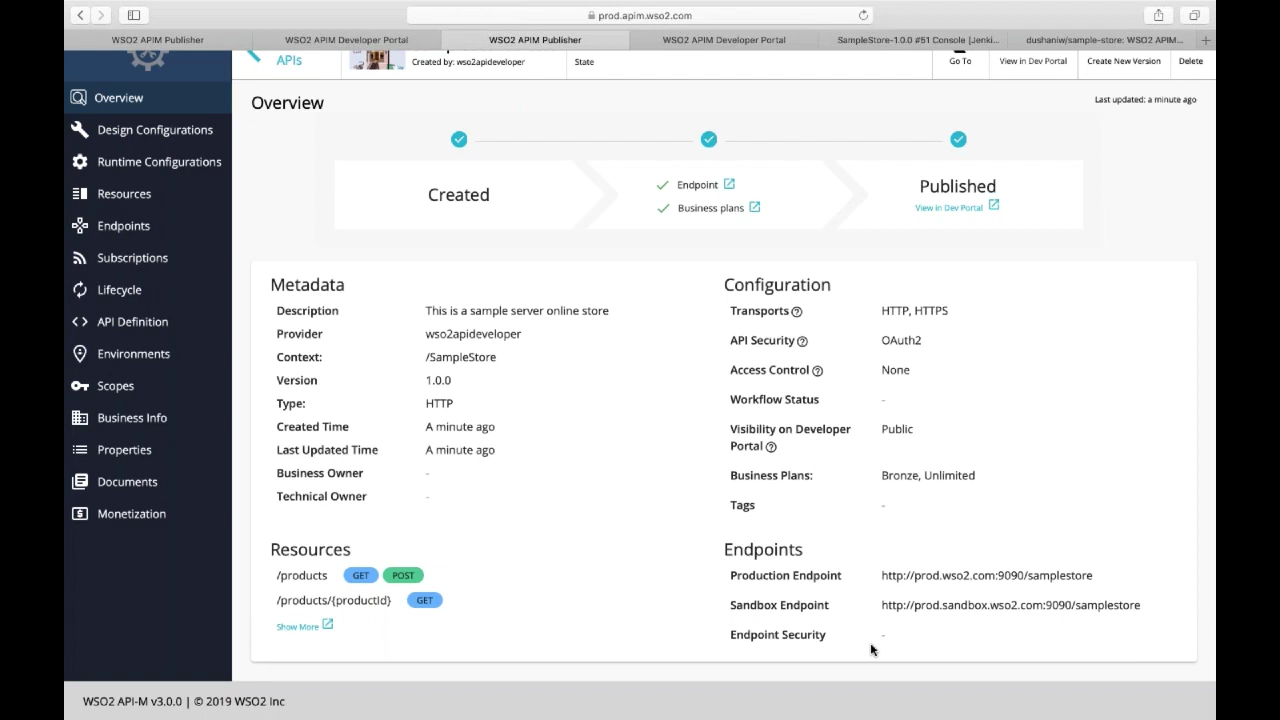 prod.apim.wso2.com
WSO2 APIM Publisher
WSO2 APIM Developer Portal
WSO2 APIM Publisher
WSO2 APIM Developer Portal
SampleStore-1.0.0 #51 Console [Jenki...
dushaniw/sample-store: WSO2 APIM...
APIs
Created by: wso2apideveloper
State
Go To
View in Dev Portal
Create New Version
Delete
Overview
Design Configurations
Runtime Configurations
Resources
Endpoints
Subscriptions
Lifecycle
API Definition
Environments
Scopes
Business Info
Properties
Documents
Monetization
Overview
Last updated: a minute ago
Created
Endpoint
Business plans
Published
View in Dev Portal
Metadata
Description This is a sample server online store
Provider wso2apideveloper
Context: /SampleStore
Version 1.0.0
Type: HTTP
Created Time A minute ago
Last Updated Time A minute ago
Business Owner -
Technical Owner -
Configuration
Transports HTTP, HTTPS
API Security OAuth2
Access Control None
Workflow Status -
Visibility on Developer Public
Portal
Business Plans: Bronze, Unlimited
Tags -
Resources
/products GET POST
/products/{productId} GET
Show More
Endpoints
Production Endpoint http://prod.wso2.com:9090/samplestore
Sandbox Endpoint http://prod.sandbox.wso2.com:9090/samplestore
Endpoint Security -
WSO2 API-M v3.0.0 | © 2019 WSO2 Inc